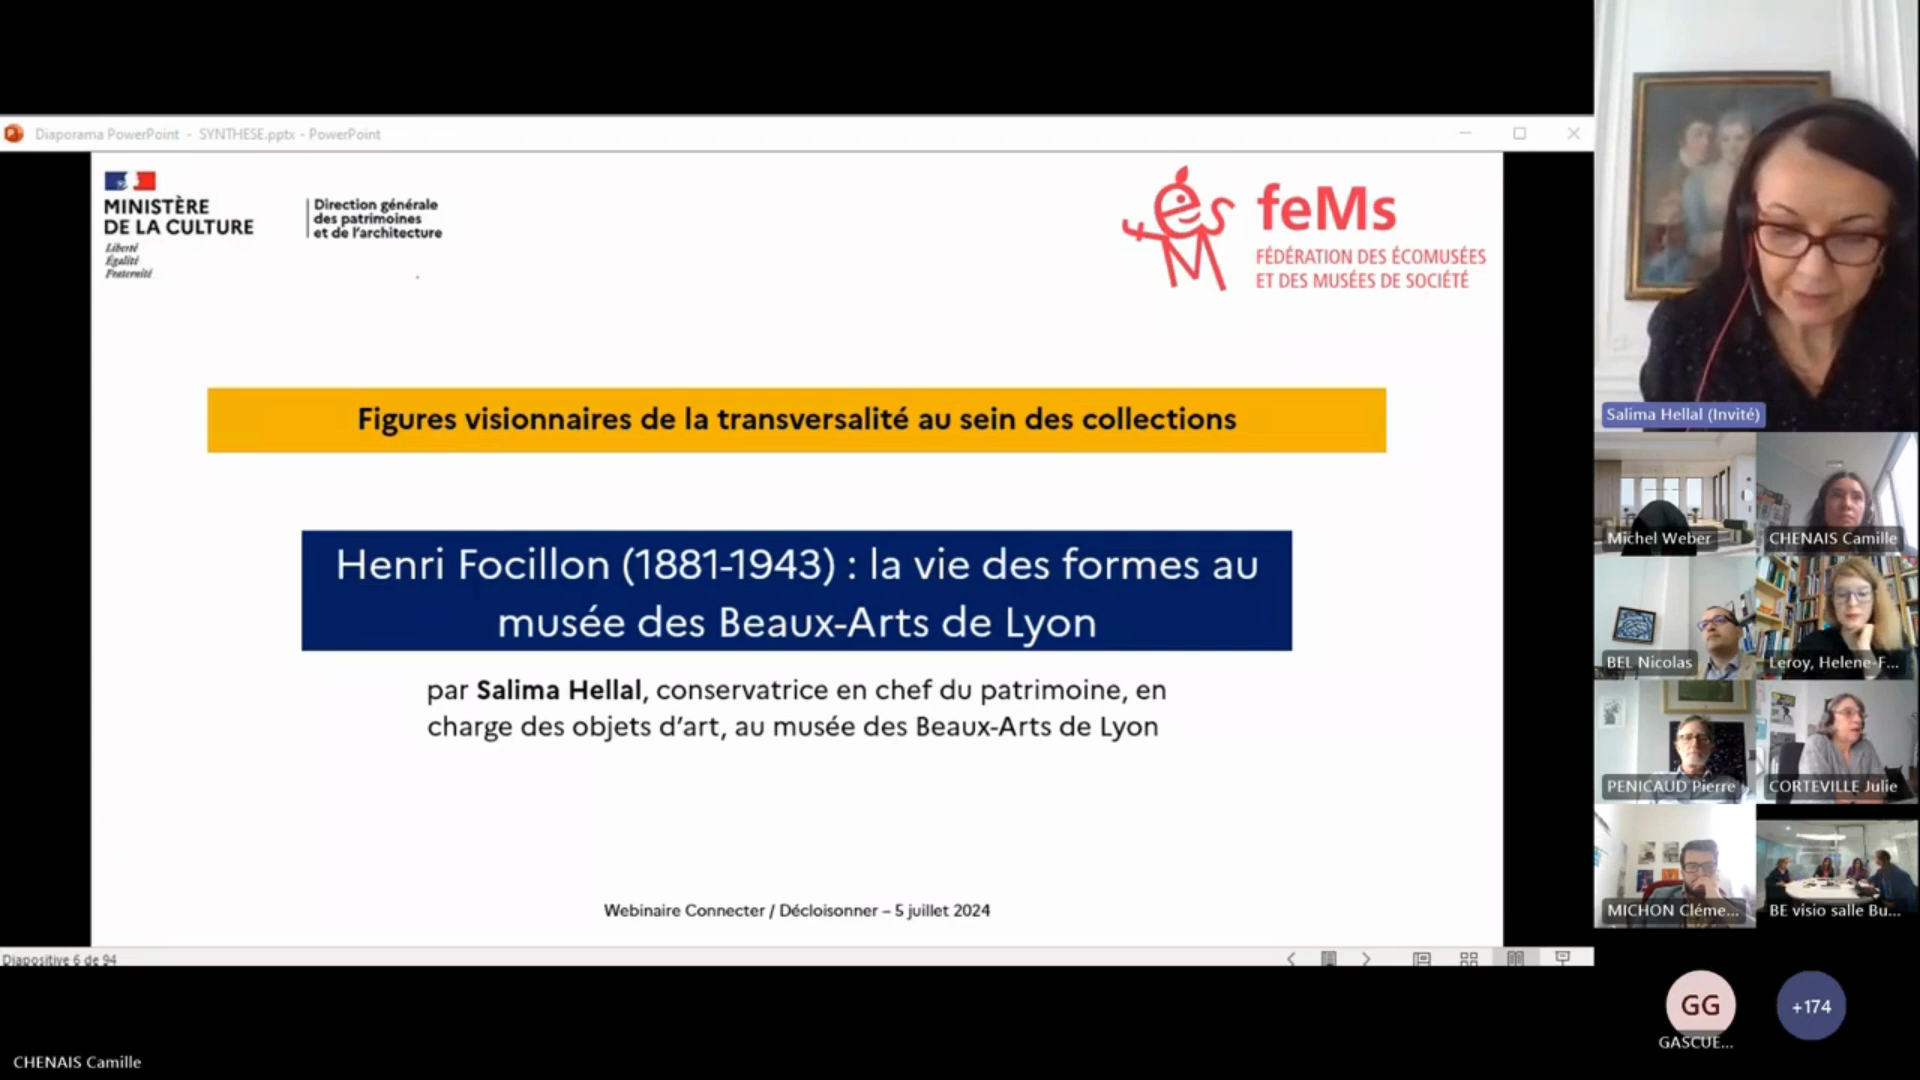 Diaporama PowerPoint - SYNTHESE.pptx - PowerPoint
MINISTÈRE
DE LA CULTURE
Liberté
Égalité
Fraternité
Direction générale
des patrimoines
et de l'architecture
feMs
FÉDÉRATION DES ÉCOMUSÉES
ET DES MUSÉES DE SOCIÉTÉ
Figures visionnaires de la transversalité au sein des collections
Henri Focillon (1881-1943) : la vie des formes au
musée des Beaux-Arts de Lyon
par Salima Hellal, conservatrice en chef du patrimoine, en
charge des objets d'art, au musée des Beaux-Arts de Lyon
Webinaire Connecter / Décloisonner – 5 juillet 2024
Diapositive 6 de 94
CHENAIS Camille
Salima Hellal (Invité)
Michel Weber
CHENAIS Camille
BEL Nicolas
Leroy, Helene-F...
PENICAUD Pierre
CORTEVILLE Julie
MICHON Cléme...
BE visio salle Bu...
GG
GASCUE...
+174